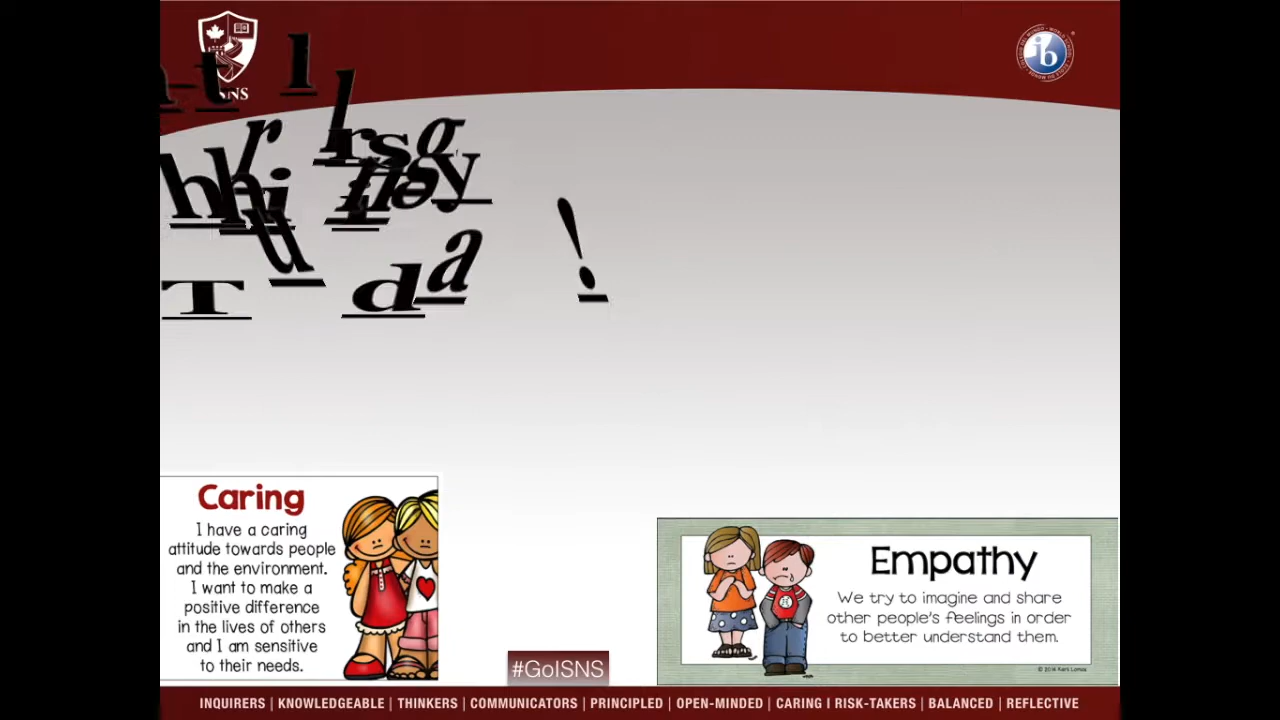 SNS
ib
Caring
I have a caring
attitude towards people
and the environment.
I want to make a
positive difference
in the lives of others
and I am sensitive
to their needs.
Empathy
We try to imagine and share
other people's feelings in order
to better understand them.
#GoISNS
INQUIRERS | KNOWLEDGEABLE | THINKERS | COMMUNICATORS | PRINCIPLED | OPEN-MINDED | CARING I RISK-TAKERS | BALANCED | REFLECTIVE